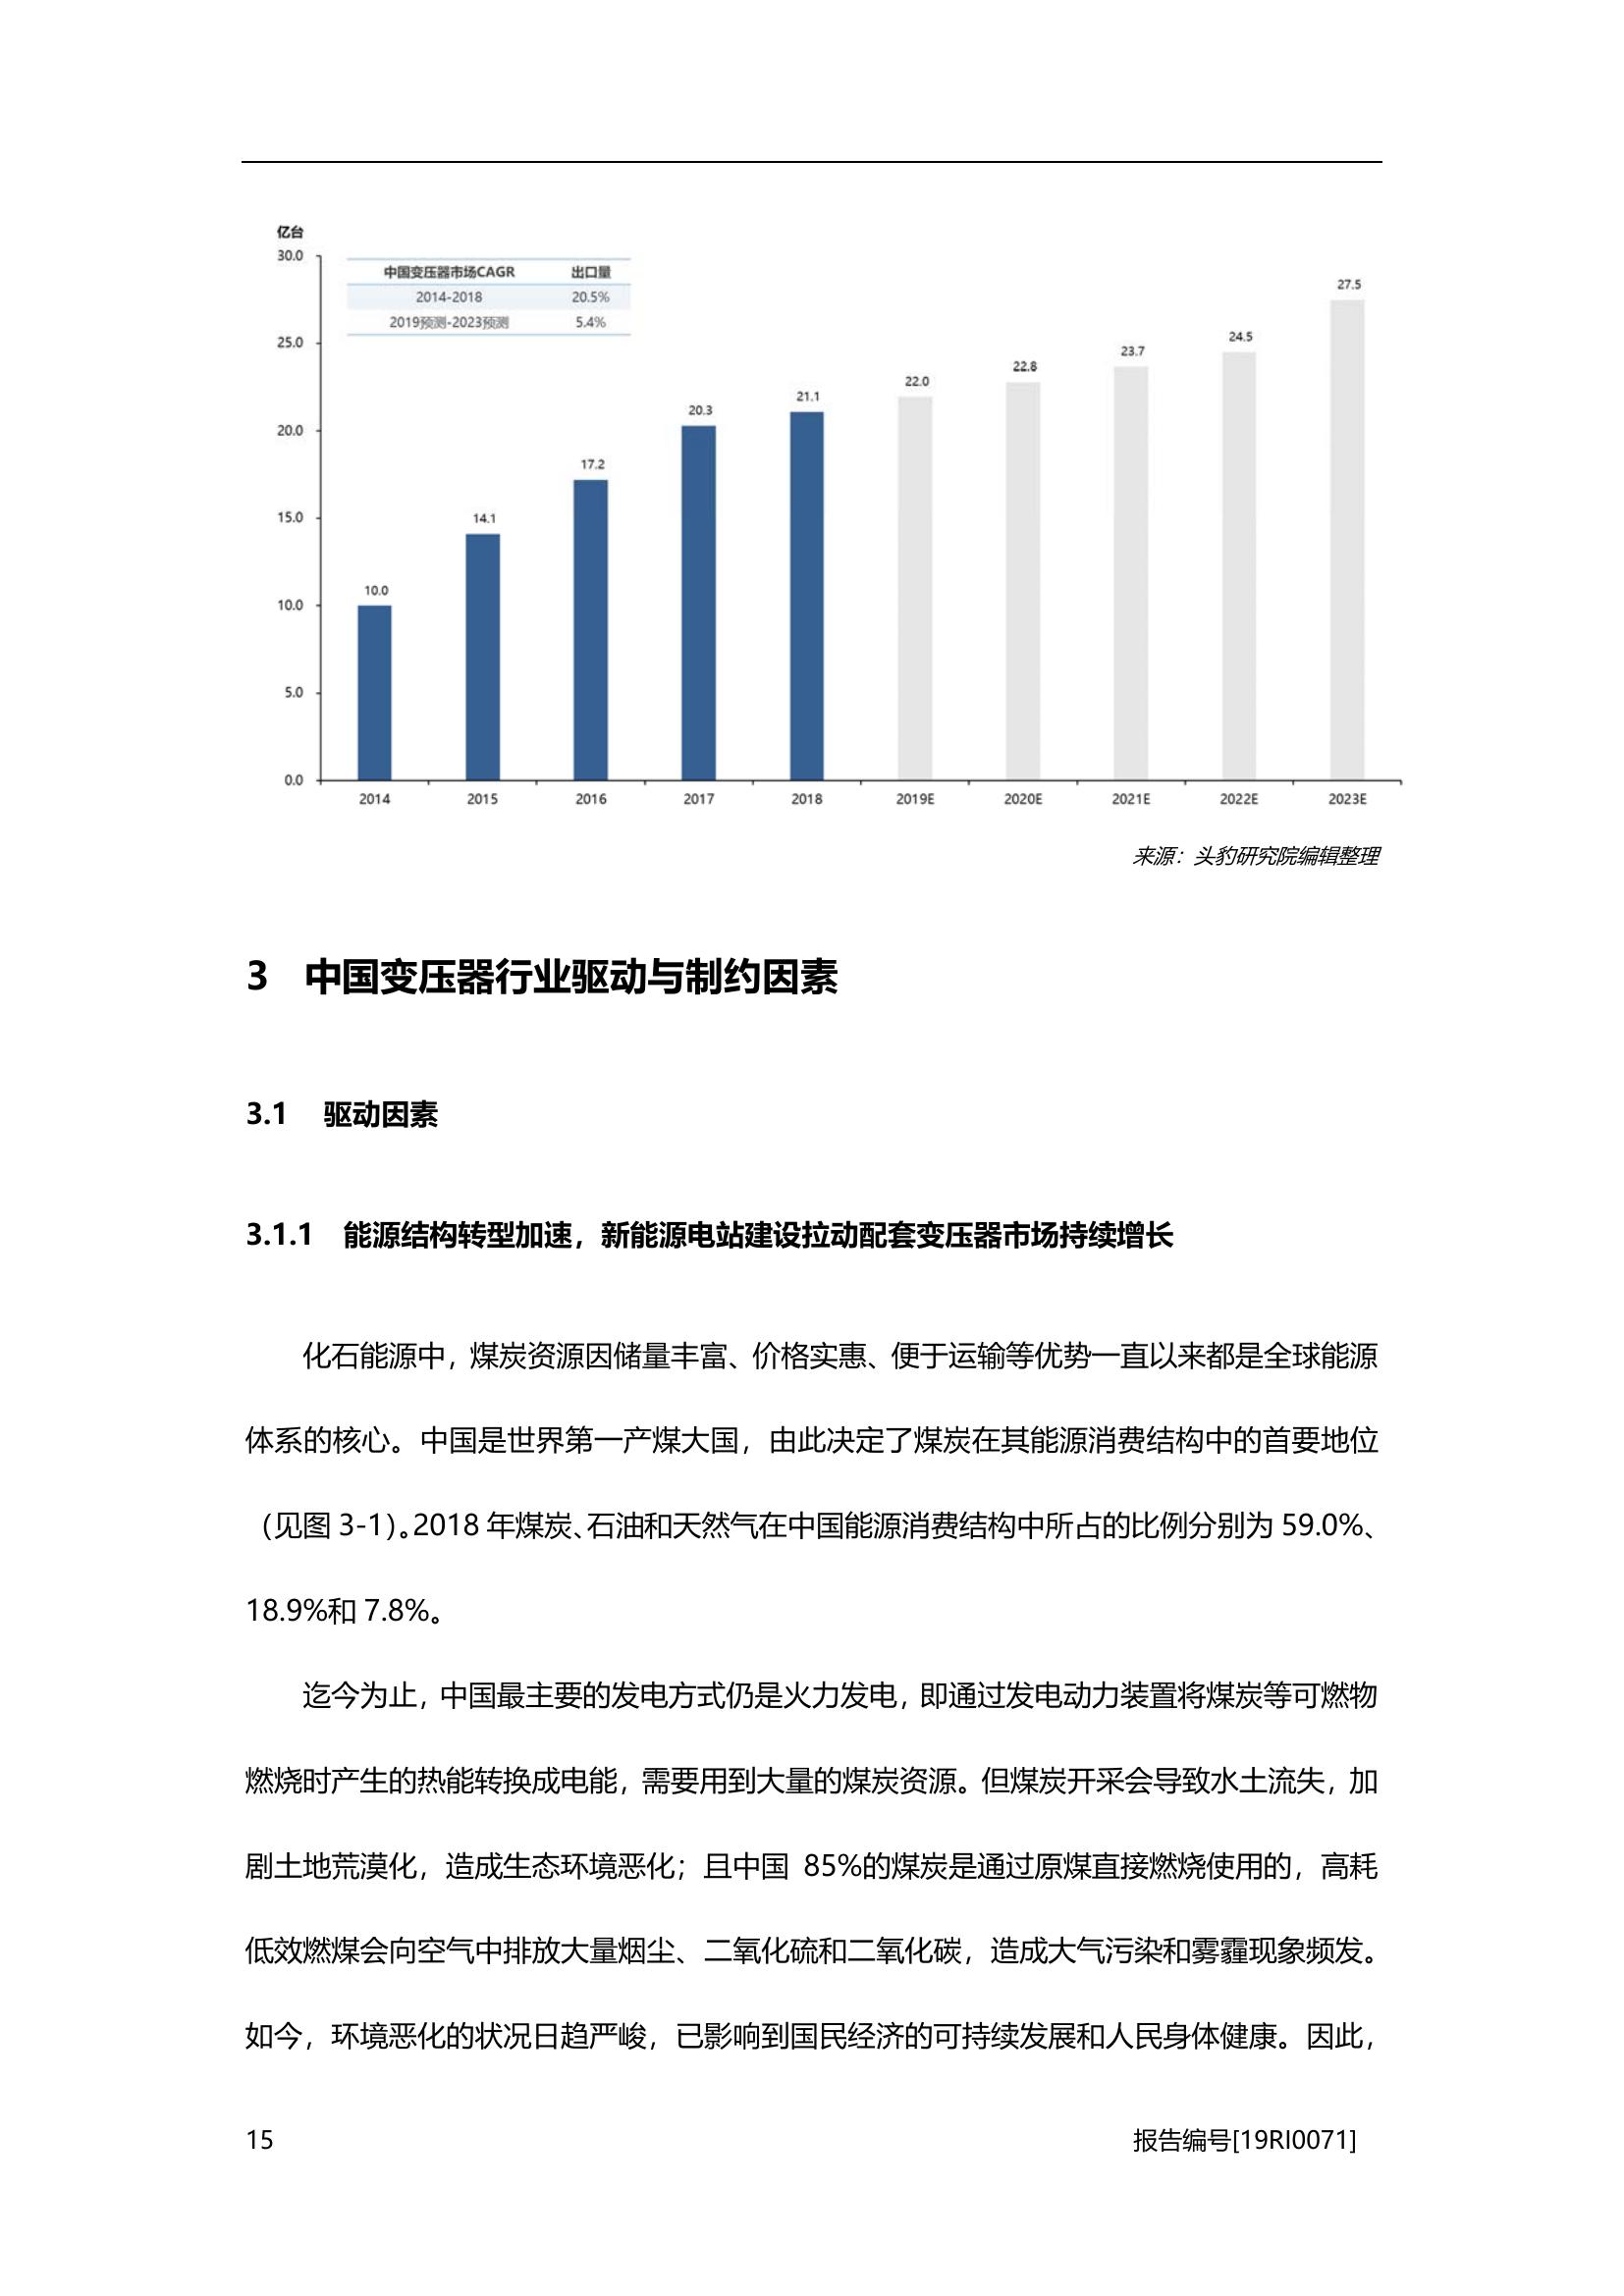 亿台
30.0
25.0
20.0
15.0
10.0
5.0
0.0
中国变压器市场CAGR 出口量
2014-2018 20.5%
2019预测-2023预测 5.4%
10.0
14.1
17.2
20.3
21.1
22.0
22.8
23.7
24.5
27.5
2014 2015 2016 2017 2018 2019E 2020E 2021E 2022E 2023E
来源：头豹研究院编辑整理
3 中国变压器行业驱动与制约因素
3.1 驱动因素
3.1.1 能源结构转型加速，新能源电站建设拉动配套变压器市场持续增长
化石能源中，煤炭资源因储量丰富、价格实惠、便于运输等优势一直以来都是全球能源
体系的核心。中国是世界第一产煤大国，由此决定了煤炭在其能源消费结构中的首要地位
（见图 3-1）。2018 年煤炭、石油和天然气在中国能源消费结构中所占的比例分别为 59.0%、
18.9%和 7.8%。
迄今为止，中国最主要的发电方式仍是火力发电，即通过发电动力装置将煤炭等可燃物
燃烧时产生的热能转换成电能，需要用到大量的煤炭资源。但煤炭开采会导致水土流失，加
剧土地荒漠化，造成生态环境恶化；且中国 85%的煤炭是通过原煤直接燃烧使用的，高耗
低效燃煤会向空气中排放大量烟尘、二氧化硫和二氧化碳，造成大气污染和雾霾现象频发。
如今，环境恶化的状况日趋严峻，已影响到国民经济的可持续发展和人民身体健康。因此，
15 报告编号[19RI0071]